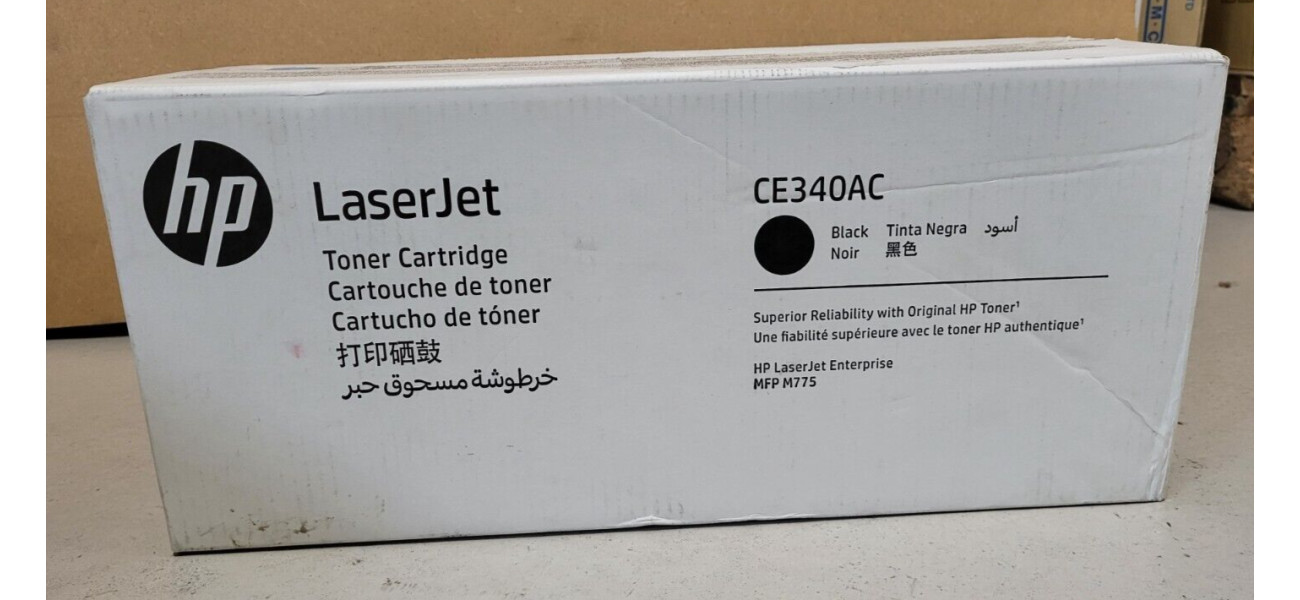 hp
LaserJet
Toner Cartridge
Cartouche de toner
Cartucho de tóner
打印硒鼓
خرطوشة مسحوق حبر
CE340AC
Black Tinta Negra أسود
Noir 黑色
Superior Reliability with Original HP Toner¹
Une fiabilité supérieure avec le toner HP authentique¹
HP LaserJet Enterprise
MFP M775